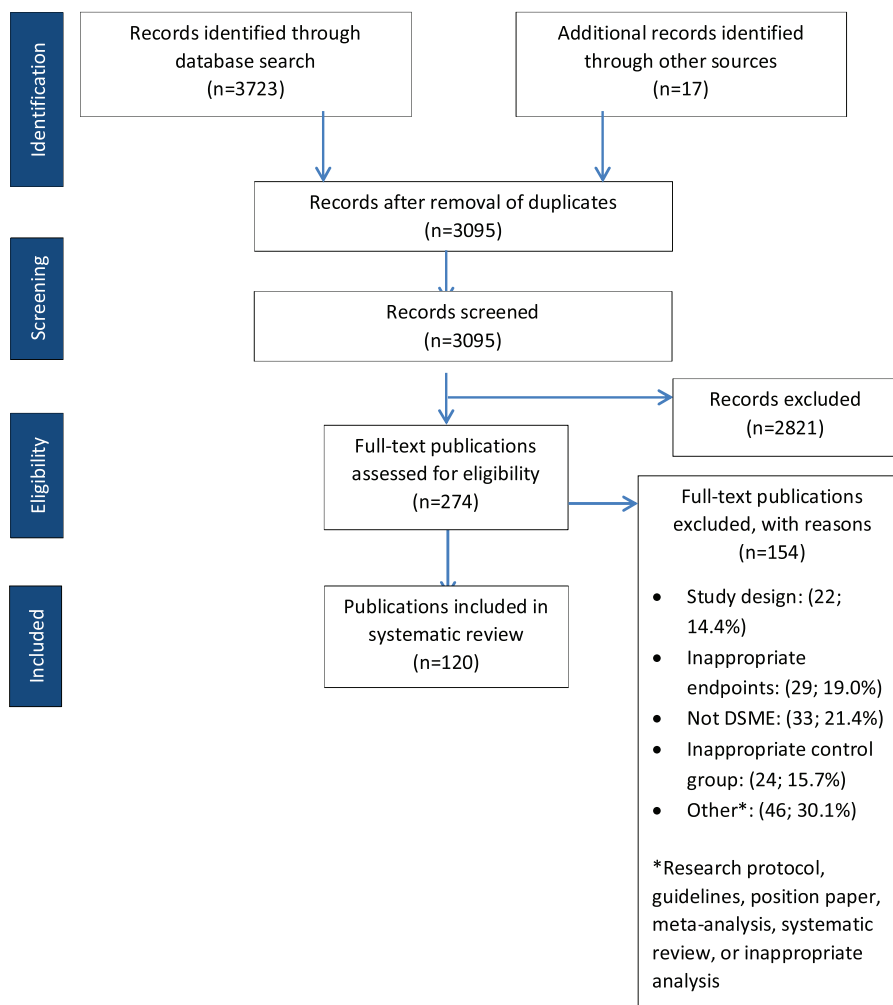 Identification
Records identified through
database search
(n=3723)
Additional records identified
through other sources
(n=17)
Records after removal of duplicates
(n=3095)
Screening
Records screened
(n=3095)
Records excluded
(n=2821)
Eligibility
Full-text publications
assessed for eligibility
(n=274)
Full-text publications
excluded, with reasons
(n=154)
• Study design: (22;
14.4%)
• Inappropriate
endpoints: (29; 19.0%)
• Not DSME: (33; 21.4%)
• Inappropriate control
group: (24; 15.7%)
• Other*: (46; 30.1%)
*Research protocol,
guidelines, position paper,
meta-analysis, systematic
review, or inappropriate
analysis
Included
Publications included in
systematic review
(n=120)